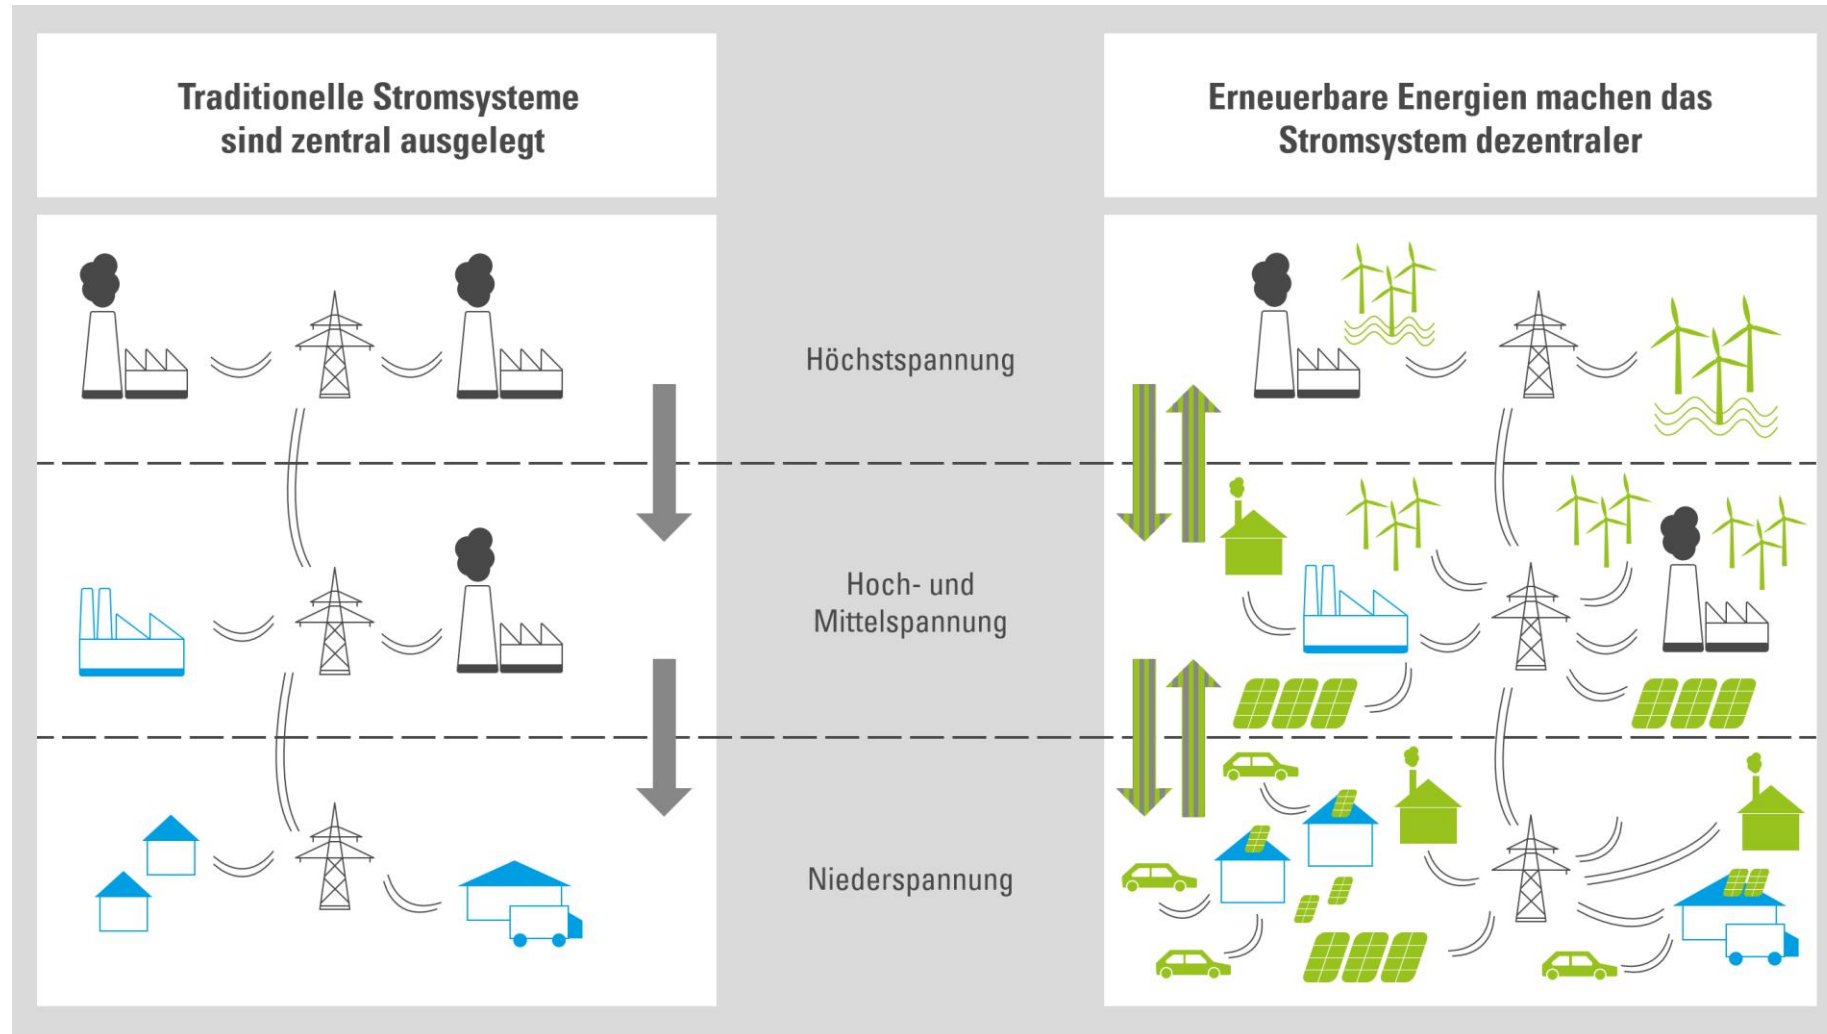 Traditionelle Stromsysteme
sind zentral ausgelegt
Erneuerbare Energien machen das
Stromsystem dezentraler
Höchstspannung
Hoch- und
Mittelspannung
Niederspannung